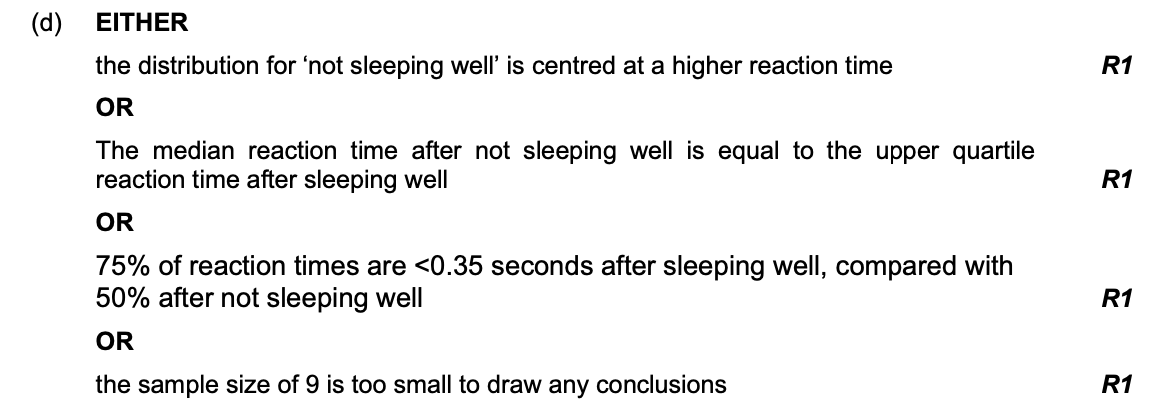 (d) EITHER
the distribution for ‘not sleeping well’ is centred at a higher reaction time R1
OR
The median reaction time after not sleeping well is equal to the upper quartile
reaction time after sleeping well R1
OR
75% of reaction times are <0.35 seconds after sleeping well, compared with
50% after not sleeping well R1
OR
the sample size of 9 is too small to draw any conclusions R1